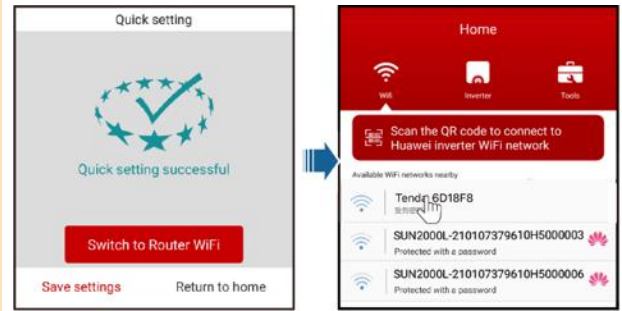 Quick setting
Quick setting successful
Switch to Router WiFi
Save settings
Return to home
Home
Wifi
Inverter
Tools
Scan the QR code to connect to
Huawei inverter WiFi network
Available WiFi networks nearby
Tenda_6D18F8
SUN2000L-210107379610H5000003
Protected with a password
SUN2000L-210107379610H5000006
Protected with a password